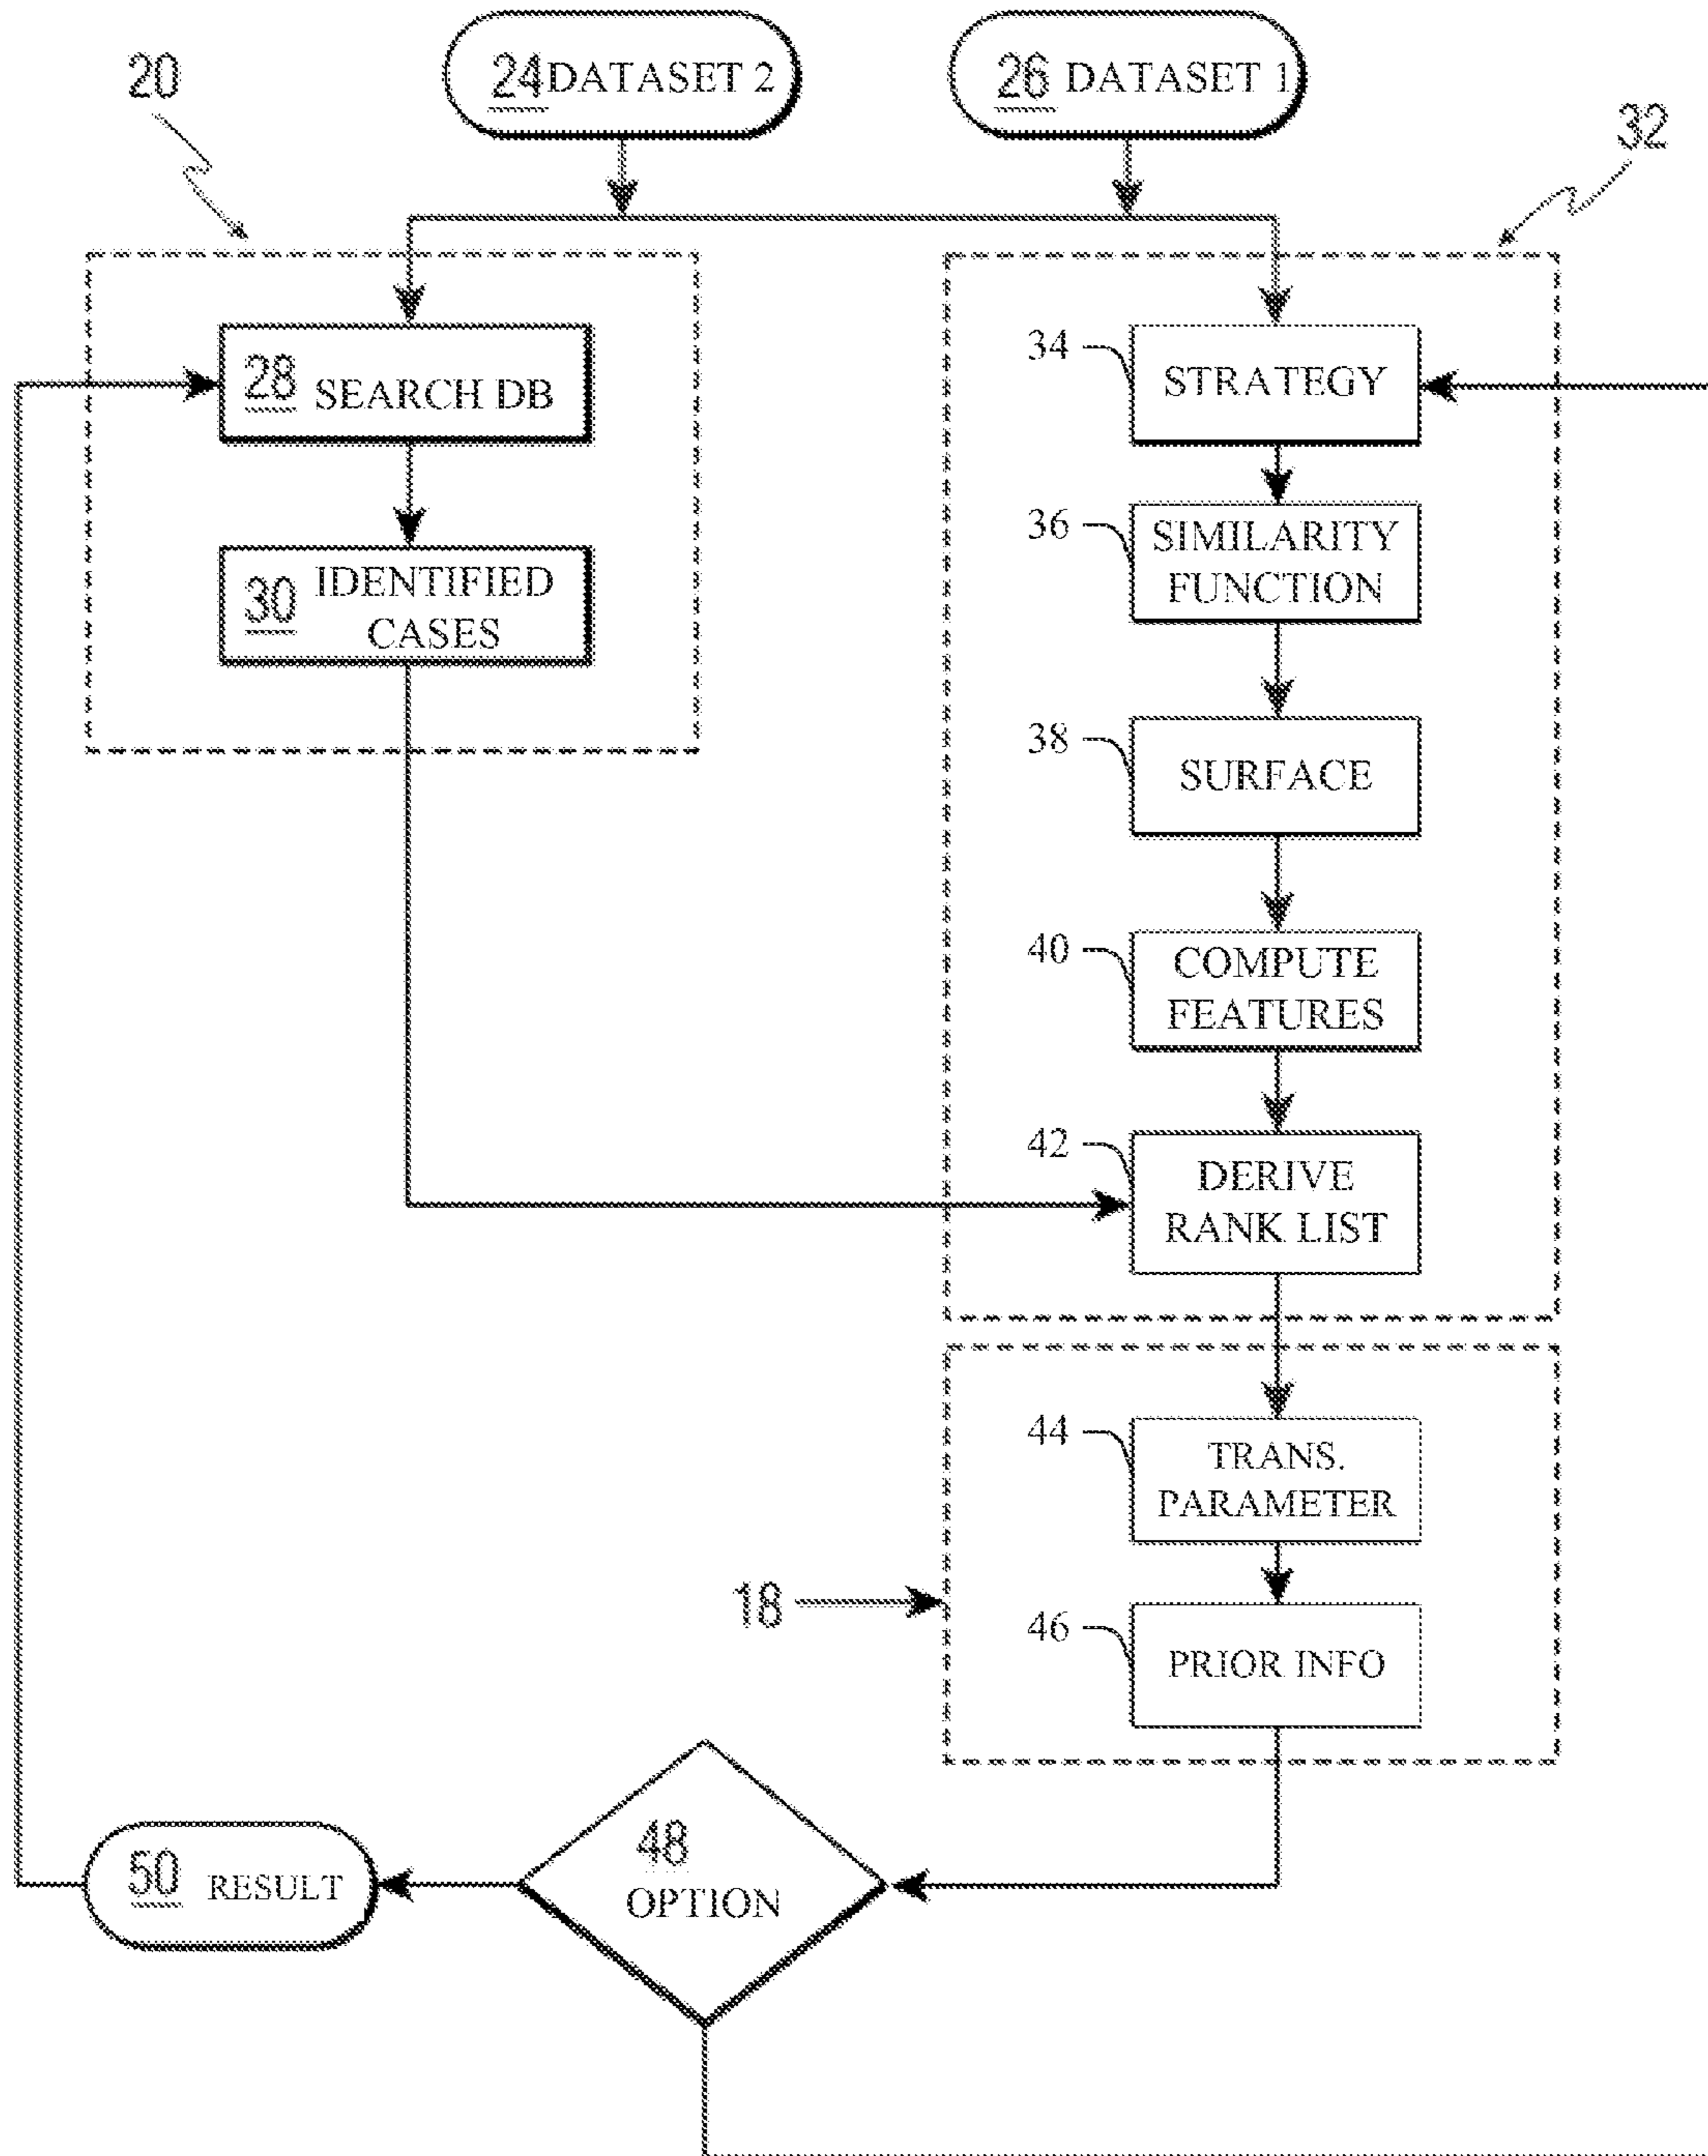 20
24 DATASET 2
26 DATASET 1
32
28 SEARCH DB
30 IDENTIFIED
CASES
34
STRATEGY
36
SIMILARITY
FUNCTION
38
SURFACE
40
COMPUTE
FEATURES
42
DERIVE
RANK LIST
44
TRANS.
PARAMETER
18
46
PRIOR INFO
48
OPTION
50 RESULT